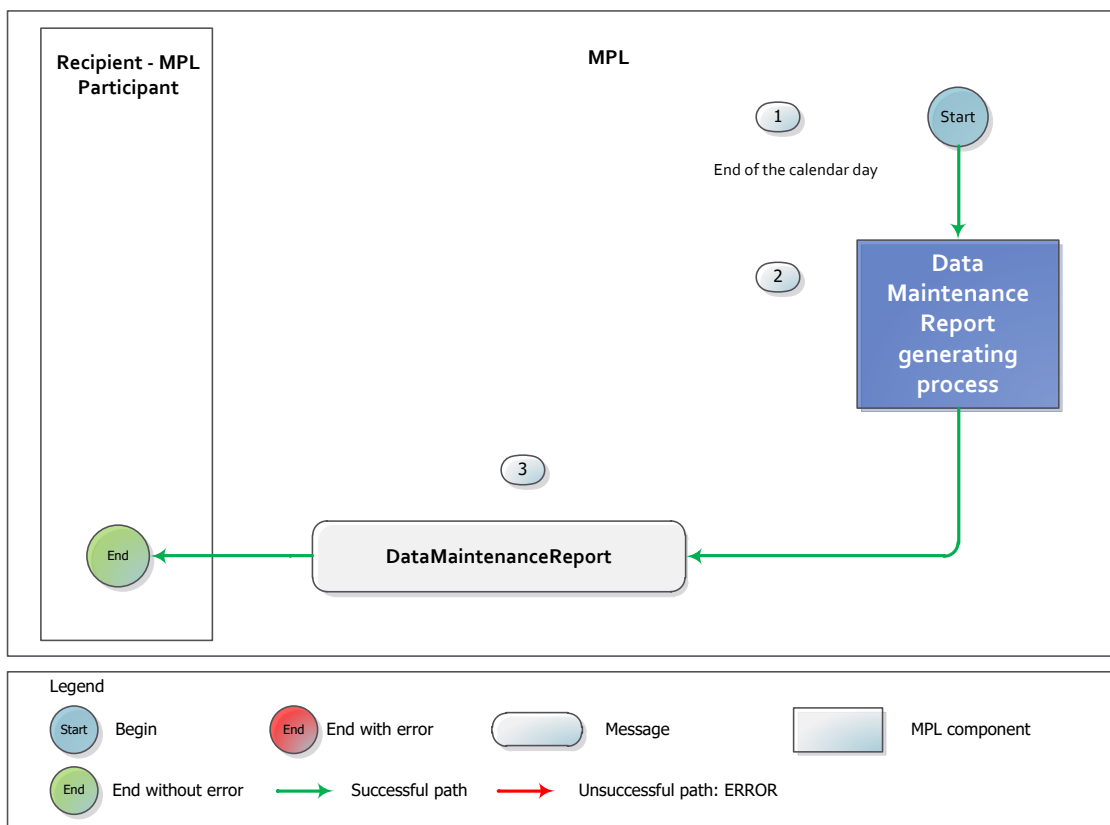 Recipient - MPL
Participant
MPL
1
Start
End of the calendar day
2
Data
Maintenance
Report
generating
process
3
End
DataMaintenanceReport
Legend
Start
Begin
End
End with error
Message
MPL component
End
End without error
Successful path
Unsuccessful path: ERROR